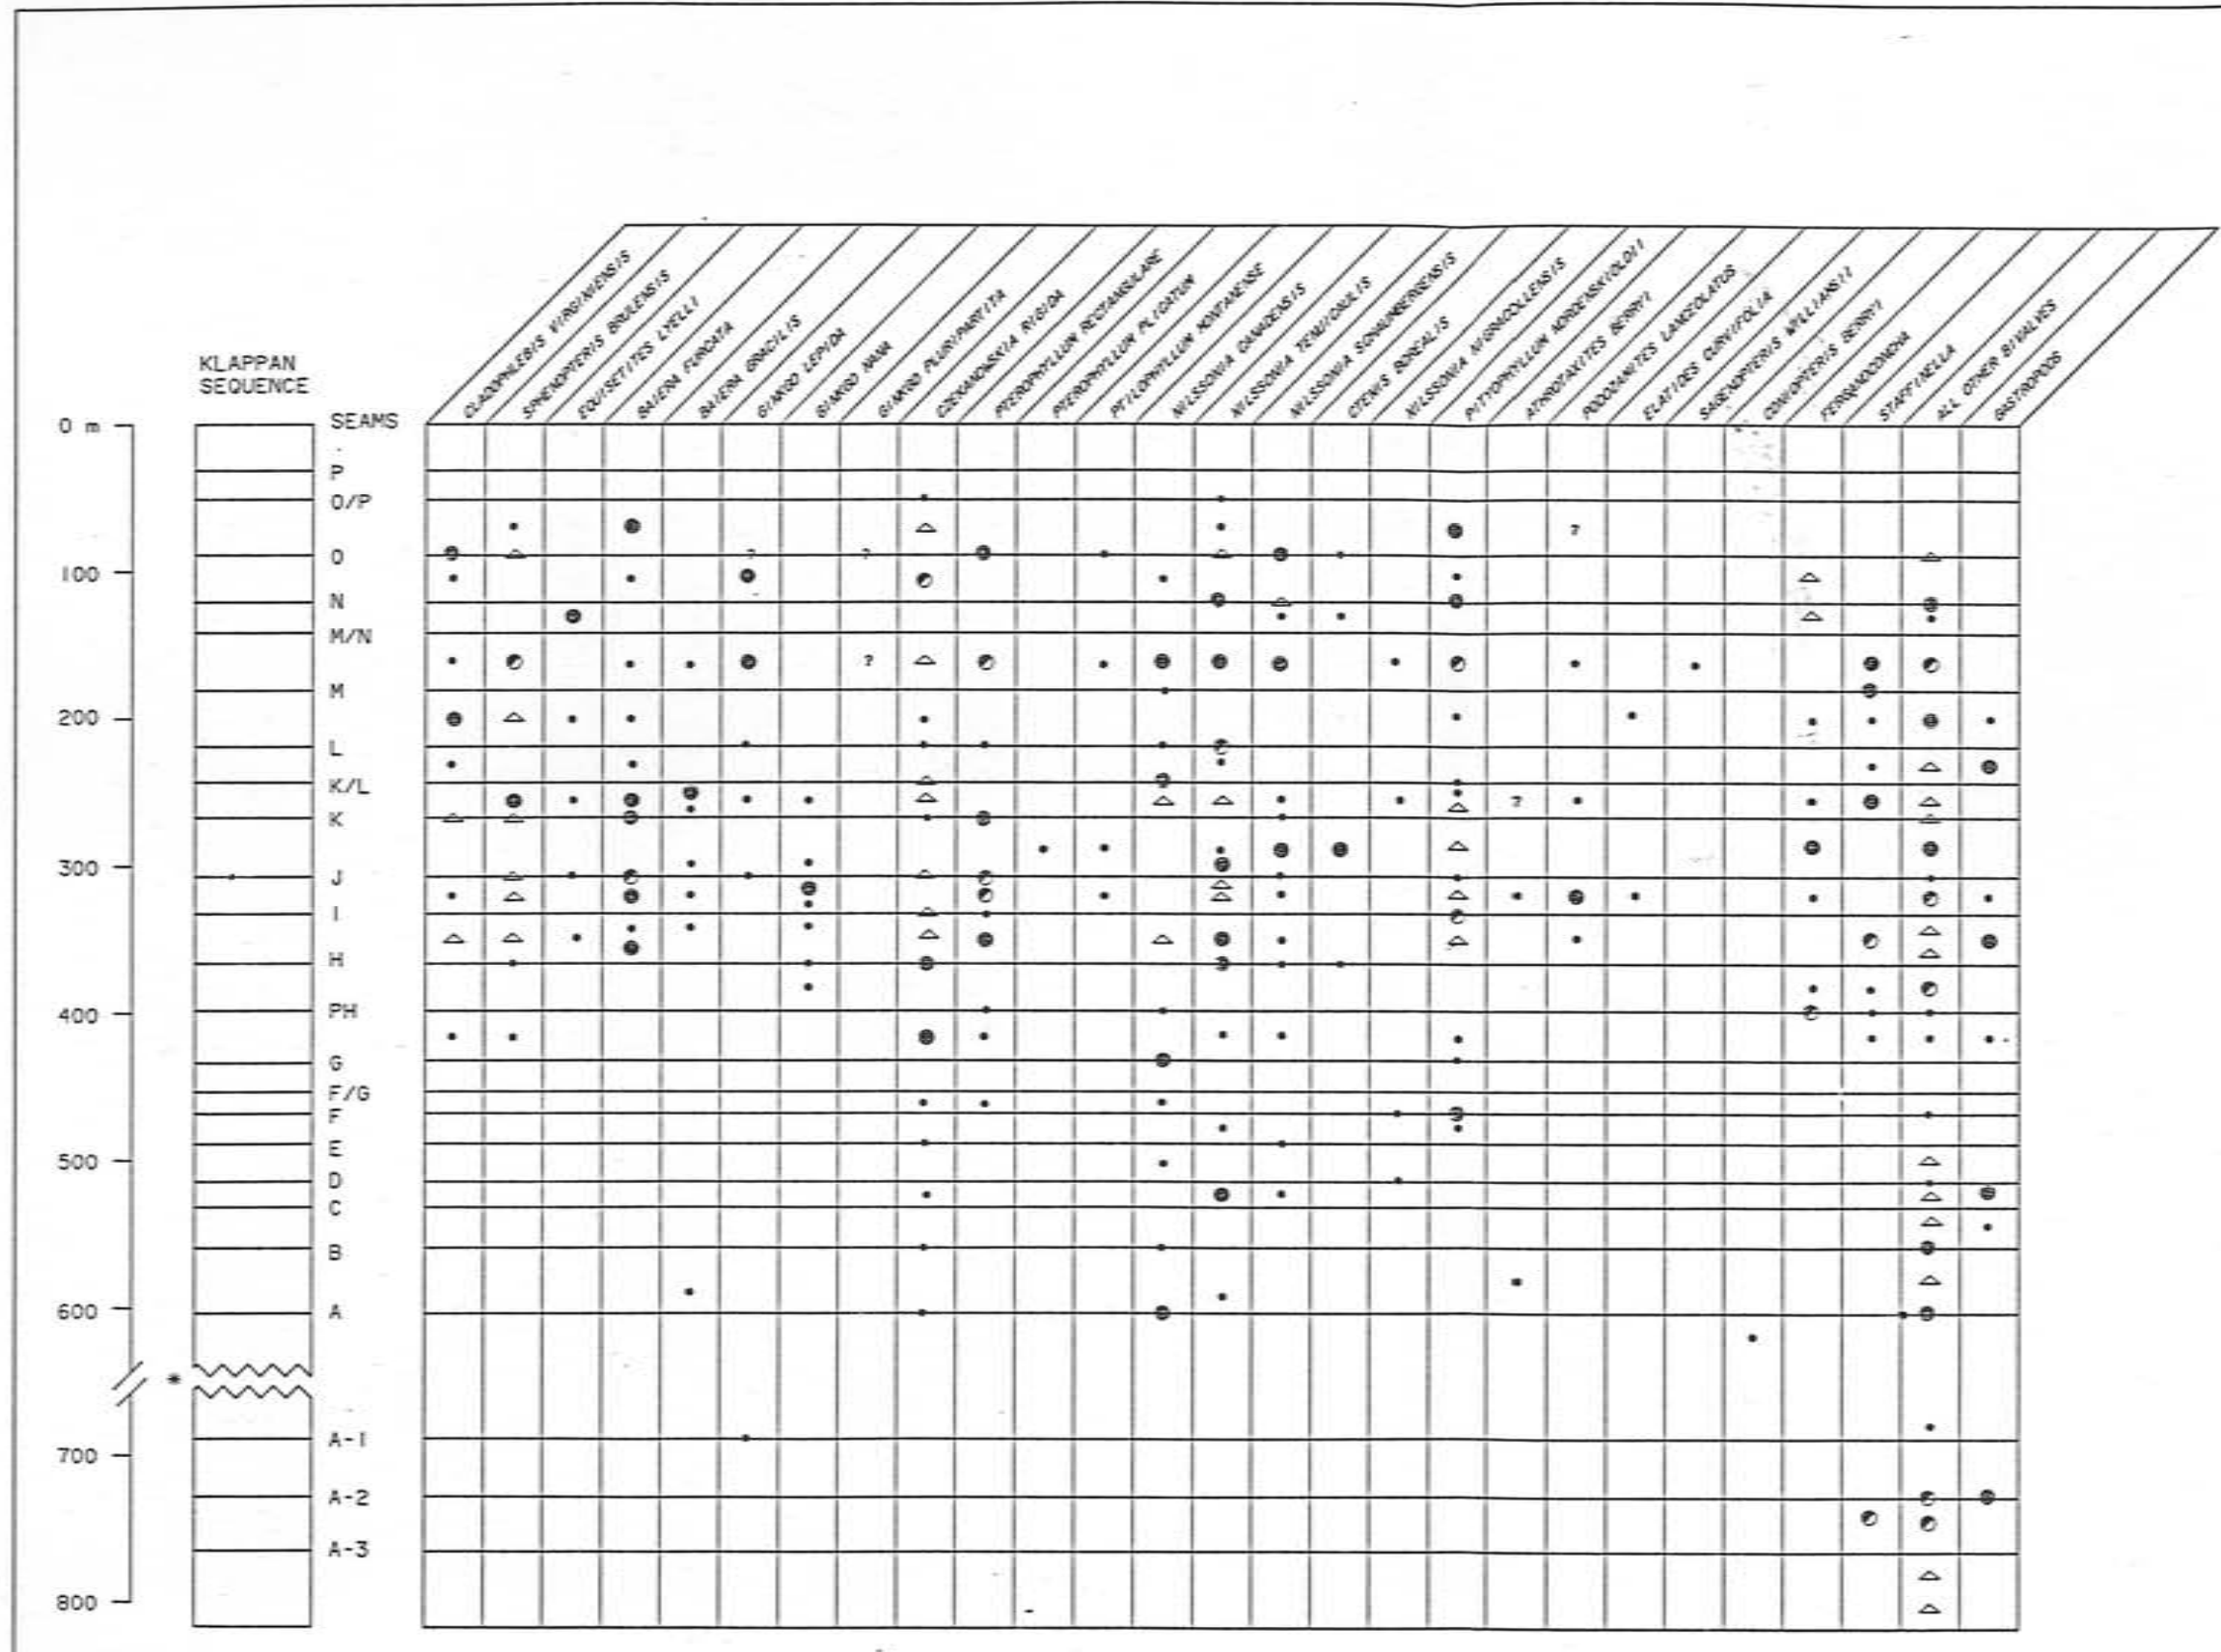 CLADOPHLEBIS VIRGINIENSIS
SPHENOPTERIS BRULENSIS
EQUISETITES LYELLI
BAIERA FURCATA
BAIERA GRACILIS
GINKGO LEPIDA
GINKGO NANA
GINKGO PLURIPARTITA
CZEKANOWSKIA RIGIDA
PTEROPHYLLUM RECTANGULARE
PTEROPHYLLUM PLICATUM
PTILOPHYLLUM MONTANENSE
NILSSONIA CANADENSIS
NILSSONIA TENUICAULIS
NILSSONIA SCHAUMBERGENSIS
CTENIS BOREALIS
NILSSONIA NIGRACOLLENSIS
PITYOPHYLLUM NORDENSKIOLDII
ATHROTAXITES BERRYI
PODOZAMITES LANCEOLATUS
ELATIDES CURVIFOLIA
SAGENOPTERIS WILLIAMSII
CONIOPTERIS BERRYI
FERGANOCONCHA
STAFFINELLA
ALL OTHER BIVALVES
GASTROPODS
KLAPPAN
SEQUENCE
SEAMS
0 m
P
O/P
?
O ? ?
100
N
M/N
?
M
200
L
K/L
?
K
300
J
I
H
PH
400
G
F/G
F
E
500
D
C
B
600
A
*
A-1
700
A-2
A-3
800